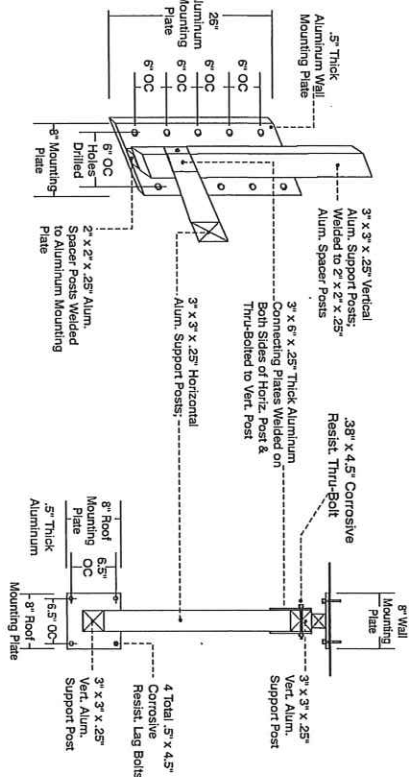 .5" Thick
Aluminum Wall
Mounting Plate
26"
Aluminum
Mounting
Plate
6" OC
6" OC
6" OC
6" OC
8" Mounting
Plate
6" OC
Holes
Drilled
3" x 3" x .25" Vertical
Alum. Support Posts;
Welded to 2" x 2" x .25"
Alum. Spacer Posts
2" x 2" x .25" Alum.
Spacer Posts Welded
to Aluminum Mounting
Plate
3" x 6" x .25" Thick Aluminum
Connecting Plates Welded on
Both Sides of Horiz. Post &
Thru-Bolted to Vert. Post
3" x 3" x .25" Horizontal
Alum. Support Posts;
.38" x 4.5" Corrosive
Resist. Thru-Bolt
8" Wall
Mounting
Plate
3" x 3" x .25"
Vert. Alum.
Support Post
8" Roof
Mounting
Plate
6.5"
OC
.5" Thick
Aluminum
6.5" OC
8" Roof
Mounting Plate
4 Total .5" x 4.5"
Corrosive
Resist. Lag Bolts
3" x 3" x .25"
Vert. Alum.
Support Post